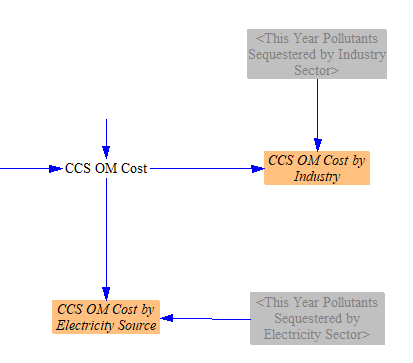 <This Year Pollutants
Sequestered by Industry
Sector>
CCS OM Cost
CCS OM Cost by
Industry
CCS OM Cost by
Electricity Source
<This Year Pollutants
Sequestered by
Electricity Sector>